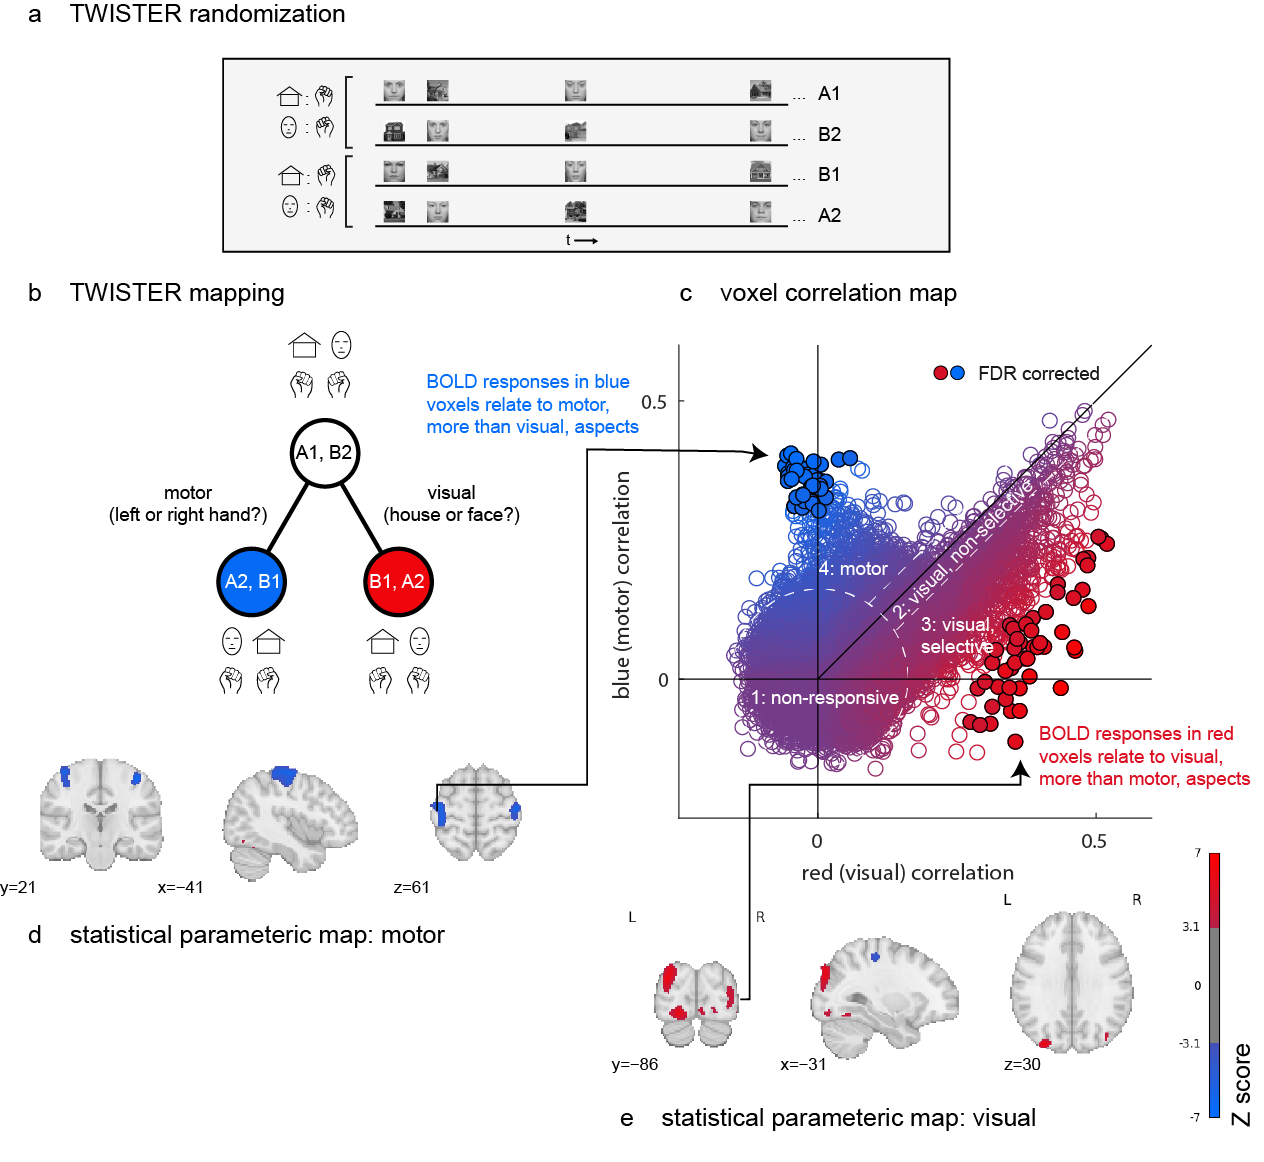 a TWISTER randomization
: ... A1
: ... B2
: ... B1
: ... A2
t
b TWISTER mapping
A1, B2
motor
(left or right hand?)
visual
(house or face?)
A2, B1
B1, A2
BOLD responses in blue
voxels relate to motor,
more than visual, aspects
c voxel correlation map
FDR corrected
0.5
blue (motor) correlation
0
4: motor
2: visual, non-selective
3: visual,
selective
1: non-responsive
BOLD responses in red
voxels relate to visual,
more than motor, aspects
0
0.5
red (visual) correlation
y=21
x=−41
z=61
d statistical parameteric map: motor
L
R
L
R
y=−86
x=−31
z=30
7
3.1
0
-3.1
-7
Z score
e statistical parameteric map: visual